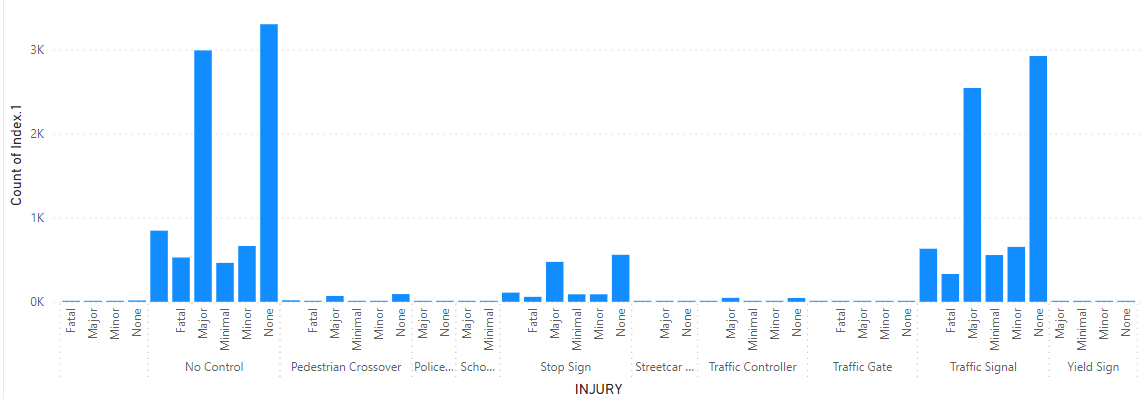 Count of Index.1
3K
2K
1K
0K
Fatal Major Minor None Fatal Major Minimal Minor None Fatal Major Minimal Minor None Major None Major Minimal Fatal Major Minimal Minor None Major None Major Minimal Minor None Fatal Major Minor None Fatal Major Minimal Minor None Major Minimal Minor None
No Control Pedestrian Crossover Police... Scho... Stop Sign Streetcar ... Traffic Controller Traffic Gate Traffic Signal Yield Sign
INJURY